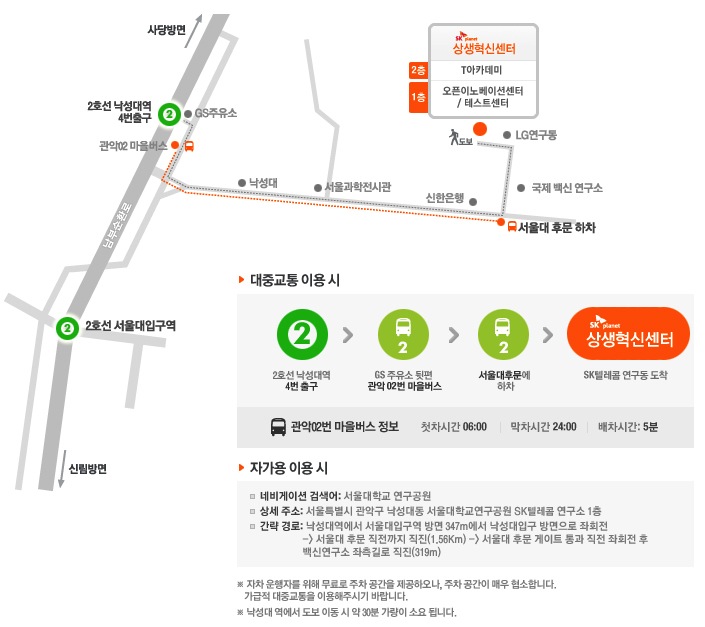 사당방면
SK planet
상생혁신센터
2층
T아카데미
1층
오픈이노베이션센터
/ 테스트센터
2호선 낙성대역
4번출구
2
GS주유소
관악02 마을버스
도보
LG연구동
낙성대
서울과학전시관
신한은행
국제 백신 연구소
서울대 후문 하차
남부순환로
2
2호선 서울대입구역
신림방면
대중교통 이용 시
2
2
2
SK planet
상생혁신센터
2호선 낙성대역
4번 출구
GS 주유소 뒷편
관악 02번 마을버스
서울대후문에
하차
SK텔레콤 연구동 도착
관악02번 마을버스 정보
첫차시간 06:00
막차시간 24:00
배차시간: 5분
자가용 이용 시
네비게이션 검색어: 서울대학교 연구공원
상세 주소: 서울특별시 관악구 낙성대동 서울대학교연구공원 SK텔레콤 연구소 1층
간략 경로: 낙성대역에서 서울대입구역 방면 347m에서 낙성대입구 방면으로 좌회전
-> 서울대 후문 직전까지 직진(1.56Km) -> 서울대 후문 게이트 통과 직전 좌회전 후
백신연구소 좌측길로 직진(319m)
※ 자차 운행자를 위해 무료로 주차 공간을 제공하오나, 주차 공간이 매우 협소합니다.
가급적 대중교통을 이용해주시기 바랍니다.
※ 낙성대 역에서 도보 이동 시 약 30분 가량이 소요 됩니다.